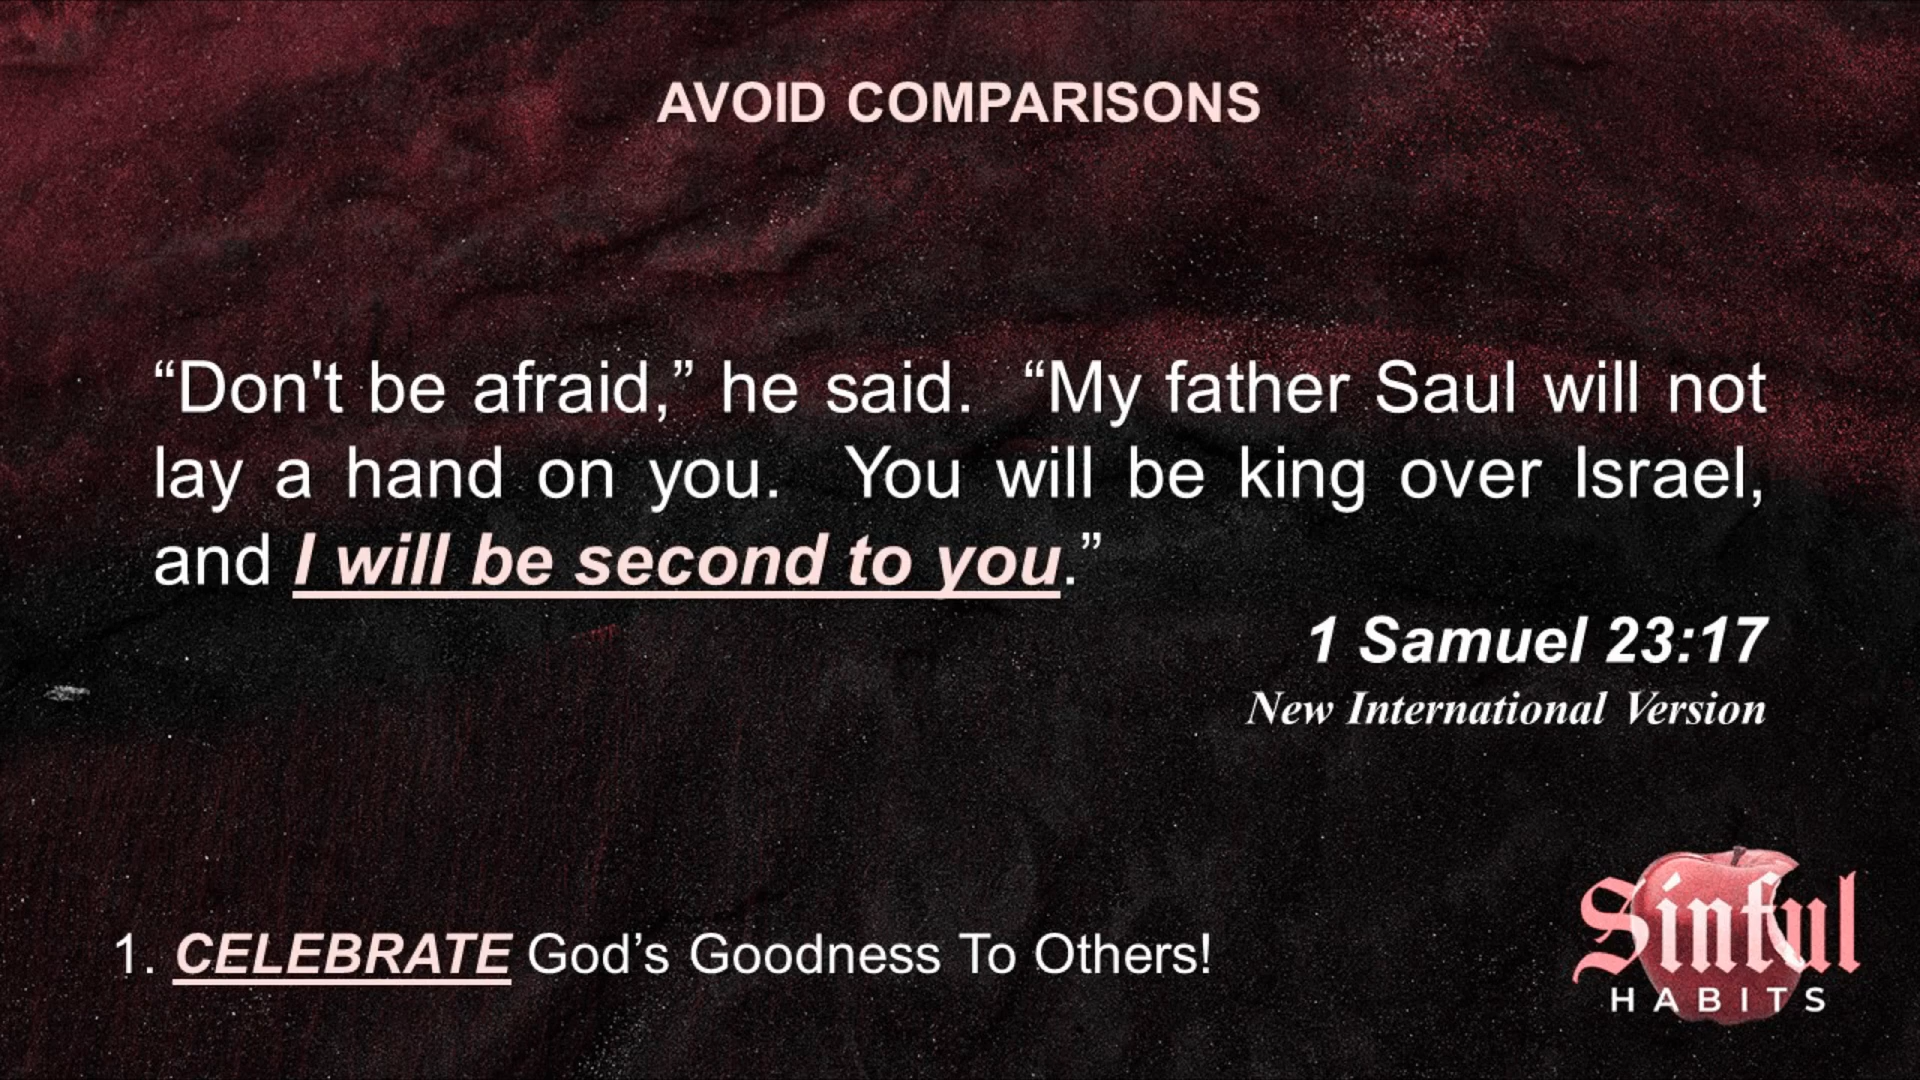 AVOID COMPARISONS
“Don't be afraid,” he said.  “My father Saul will not
lay a hand on you.  You will be king over Israel,
and I will be second to you.”
1 Samuel 23:17
New International Version
1. CELEBRATE God’s Goodness To Others!
Sinful
HABITS